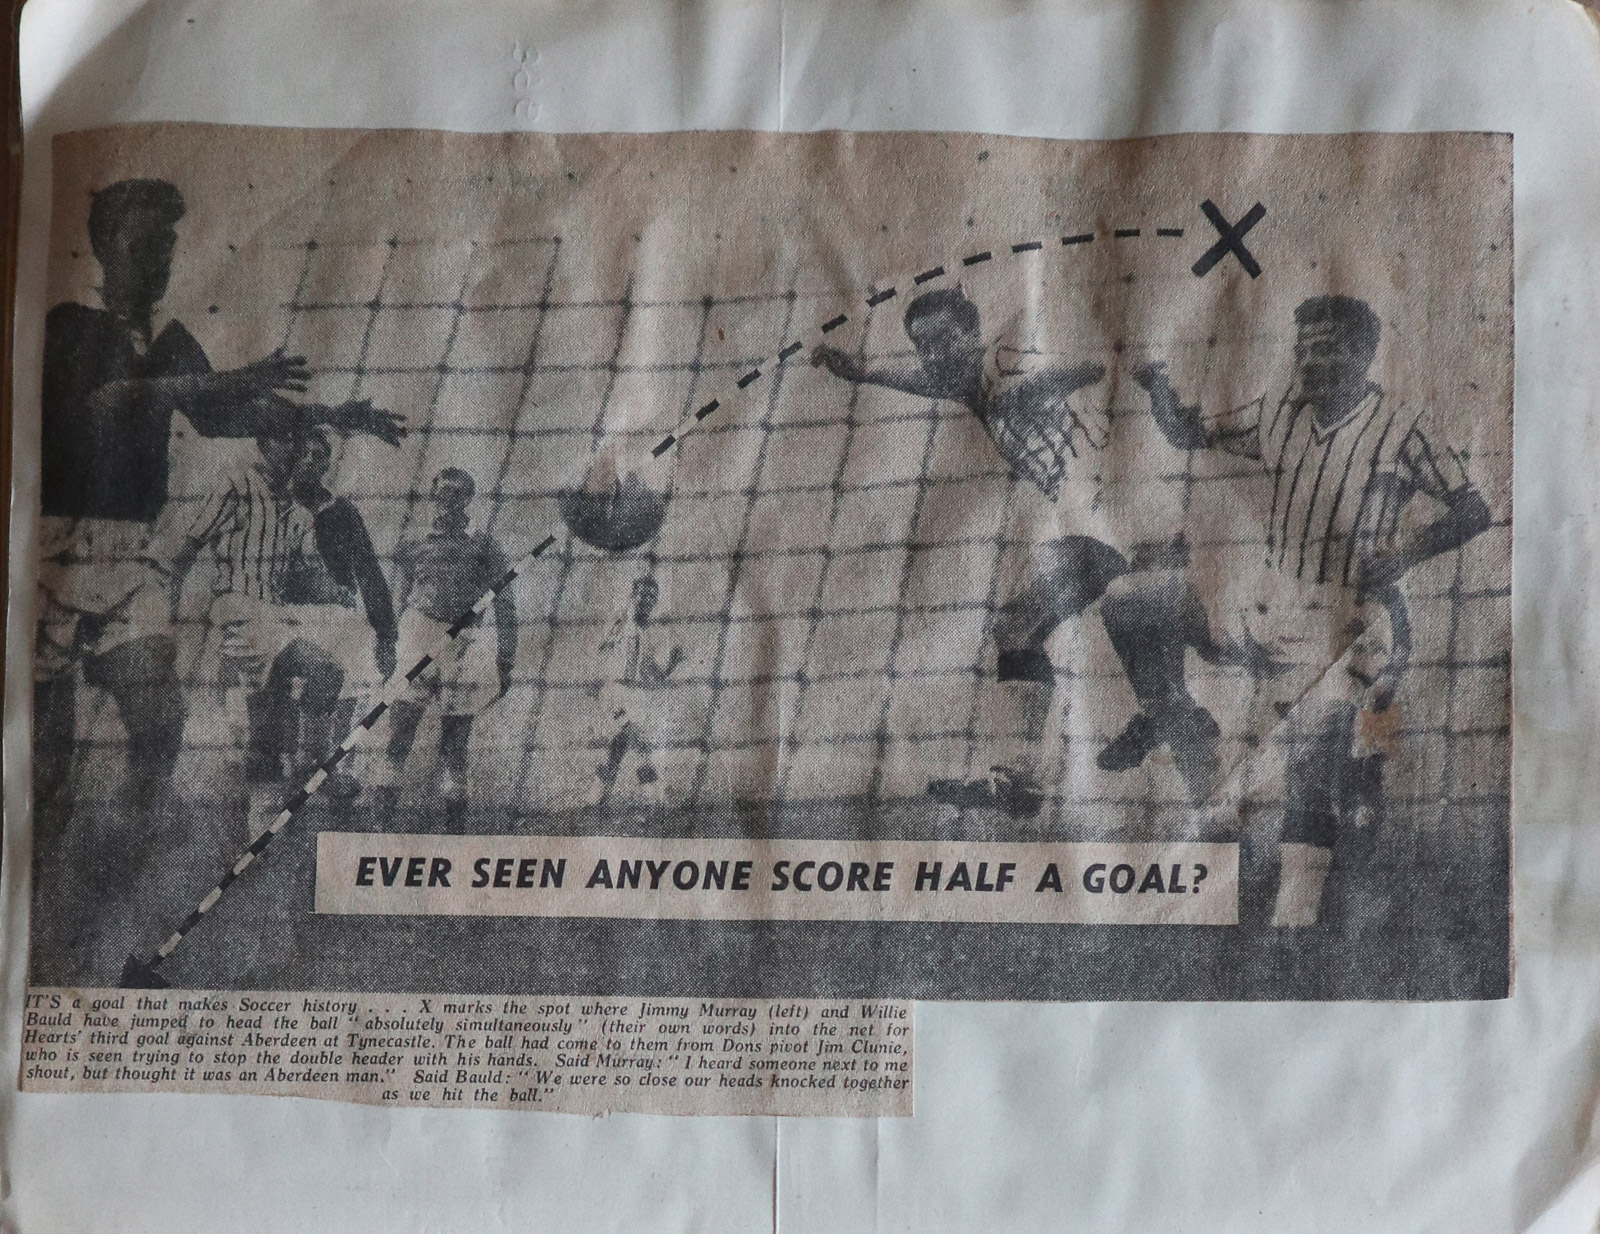 EVER SEEN ANYONE SCORE HALF A GOAL?
IT'S a goal that makes Soccer history . . . X marks the spot where Jimmy Murray (left) and Willie
Bauld have jumped to head the ball "absolutely simultaneously" (their own words) into the net for
Hearts' third goal against Aberdeen at Tynecastle. The ball had come to them from Dons pivot Jim Clunie,
who is seen trying to stop the double header with his hands. Said Murray: "I heard someone next to me
shout, but thought it was an Aberdeen man." Said Bauld: "We were so close our heads knocked together
as we hit the ball."